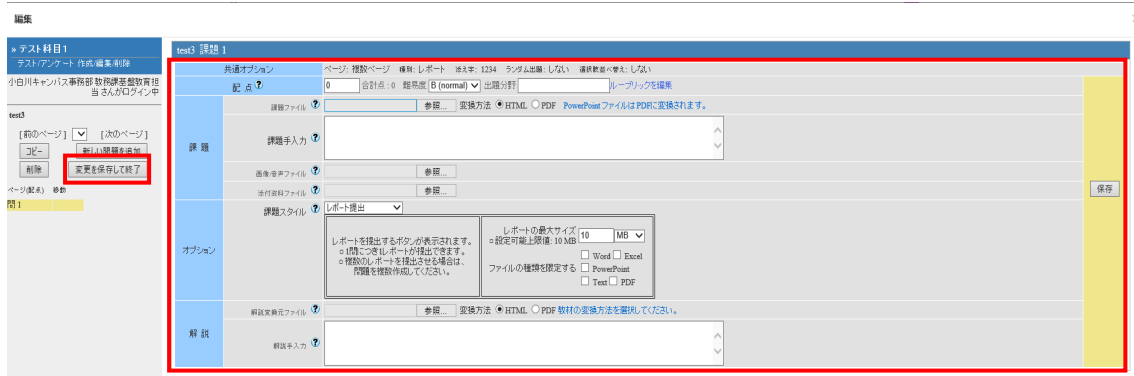 編集
» テスト科目1
テスト/アンケート 作成/編集/削除
小白川キャンパス事務部 教務課基盤教育担当 さんがログイン中
test3
[前のページ] [次のページ]
コピー 新しい問題を追加
削除 変更を保存して終了
ページ(配点) 移動
問 1
test3 課題 1
共通オプション ページ: 複数ページ 種別: レポート 添え字: 1234 ランダム出題: しない 選択肢並べ替え: しない
配 点 ? 0 合計点 : 0 難易度 B (normal) 出題分野 ルーブリックを編集
課題
課題ファイル ? 参照... 変換方法 HTML PDF PowerPointファイルはPDFに変換されます。
課題手入力 ?
画像/音声ファイル ? 参照...
添付資料ファイル ? 参照...
オプション
課題スタイル ? レポート提出
レポートを提出するボタンが表示されます。
¤ 1問につき1レポートが提出できます。
¤ 複数のレポートを提出させる場合は、
問題を複数作成してください。
レポートの最大サイズ
¤ 設定可能上限値: 10 MB 10 MB
ファイルの種類を限定する
Word Excel
PowerPoint
Text PDF
解説
解説変換元ファイル ? 参照... 変換方法 HTML PDF 教材の変換方法を選択してください。
解説手入力 ?
保存